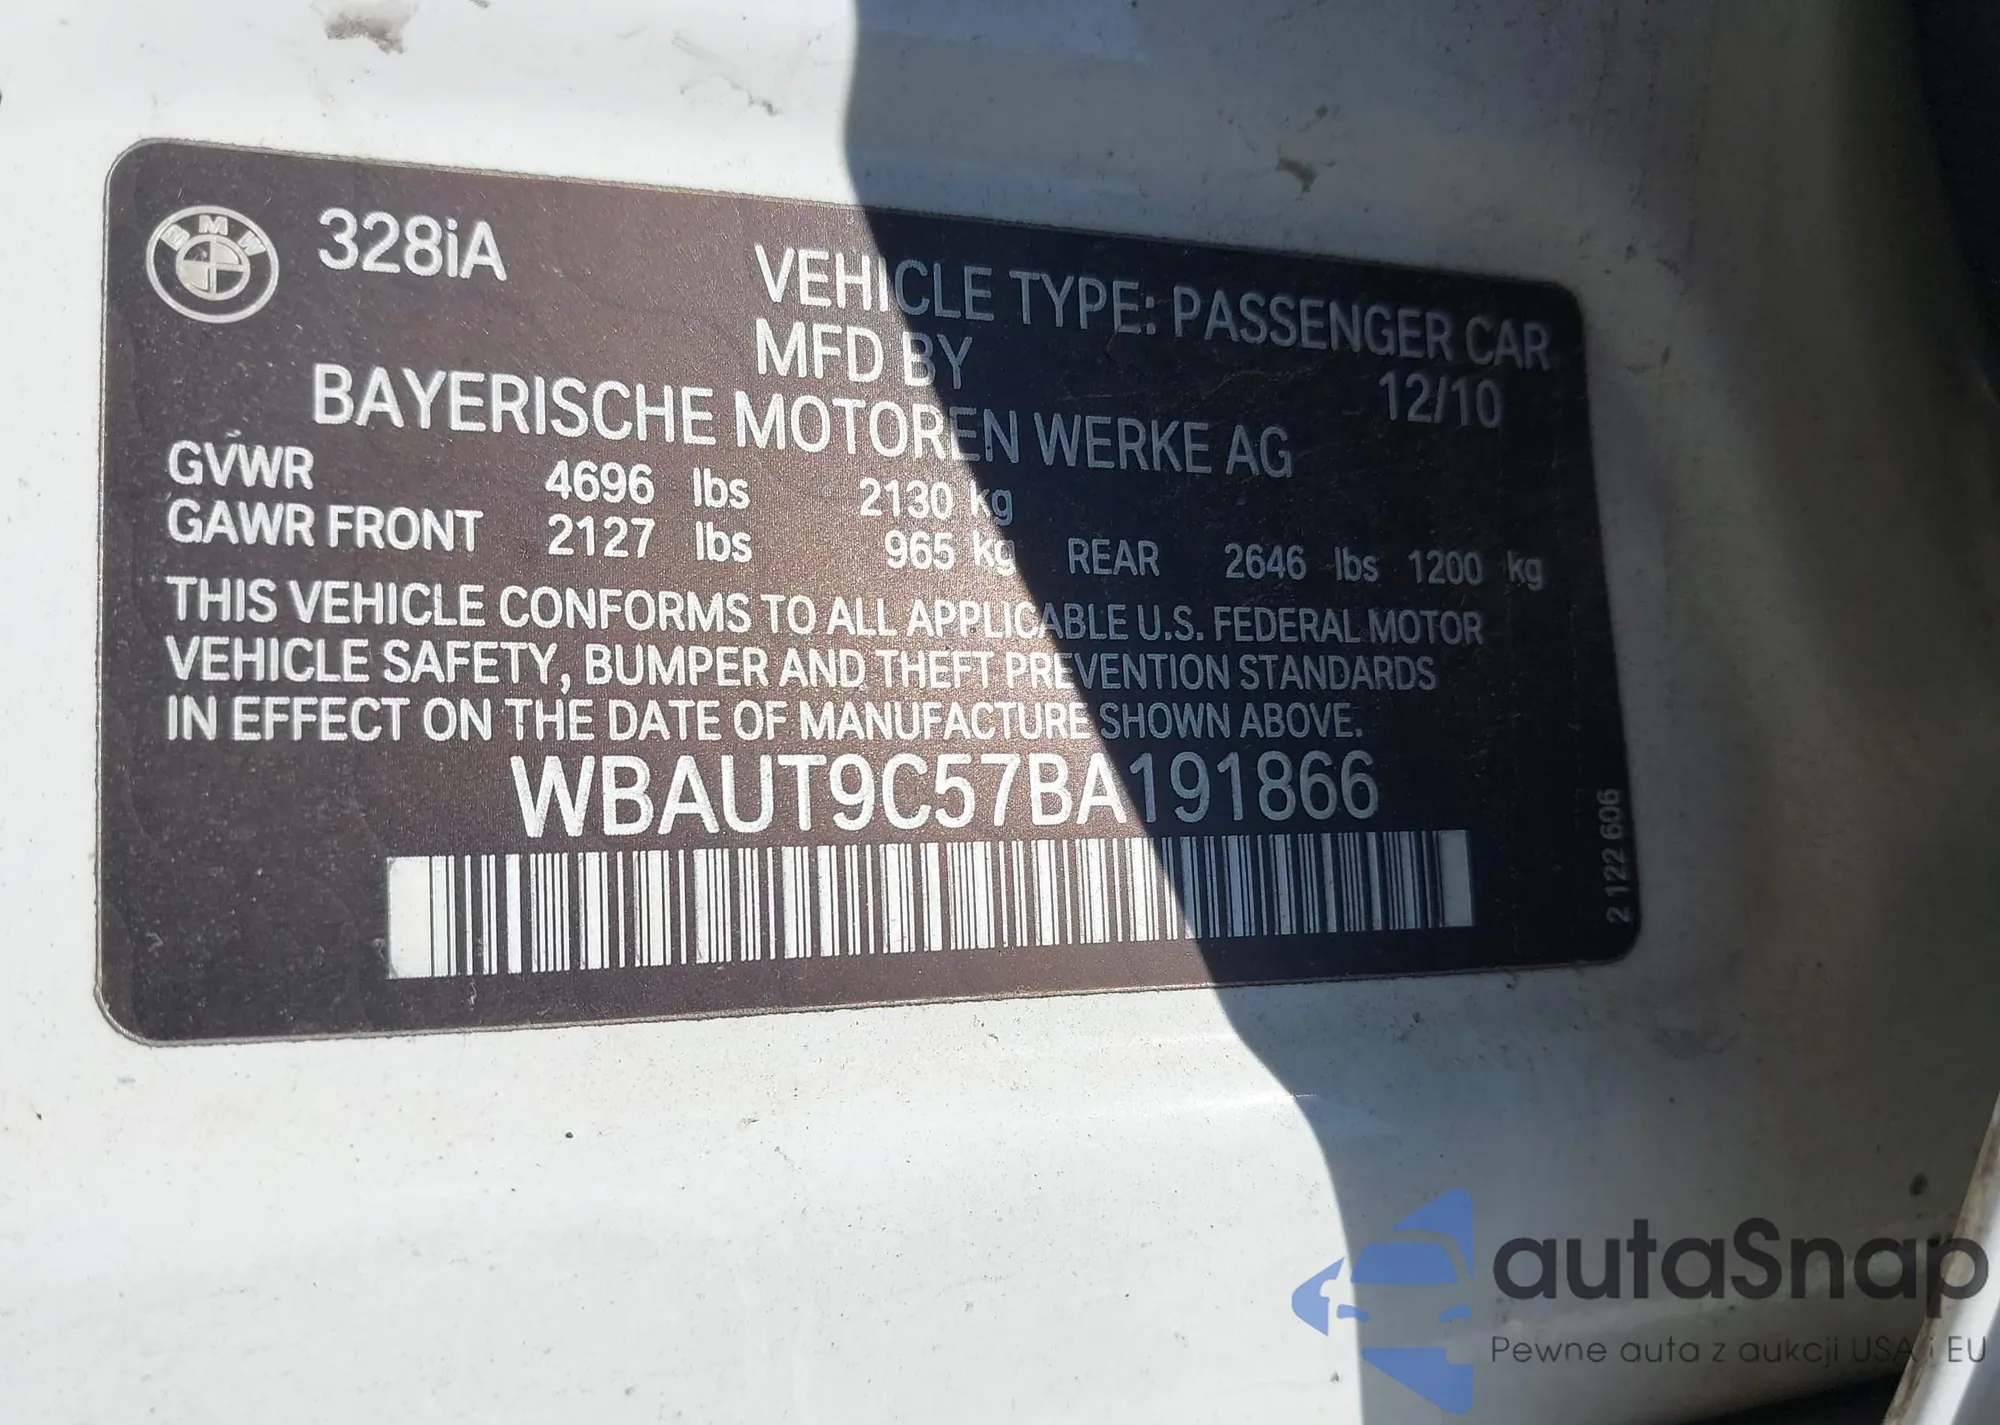 BMW
328iA
VEHICLE TYPE: PASSENGER CAR
MFD BY 12/10
BAYERISCHE MOTOREN WERKE AG
GVWR 4696 lbs 2130 kg
GAWR FRONT 2127 lbs 965 kg REAR 2646 lbs 1200 kg
THIS VEHICLE CONFORMS TO ALL APPLICABLE U.S. FEDERAL MOTOR
VEHICLE SAFETY, BUMPER AND THEFT PREVENTION STANDARDS
IN EFFECT ON THE DATE OF MANUFACTURE SHOWN ABOVE.
WBAUT9C57BA191866
2 122 606
autaSnap
Pewne auta z aukcji USA i EU